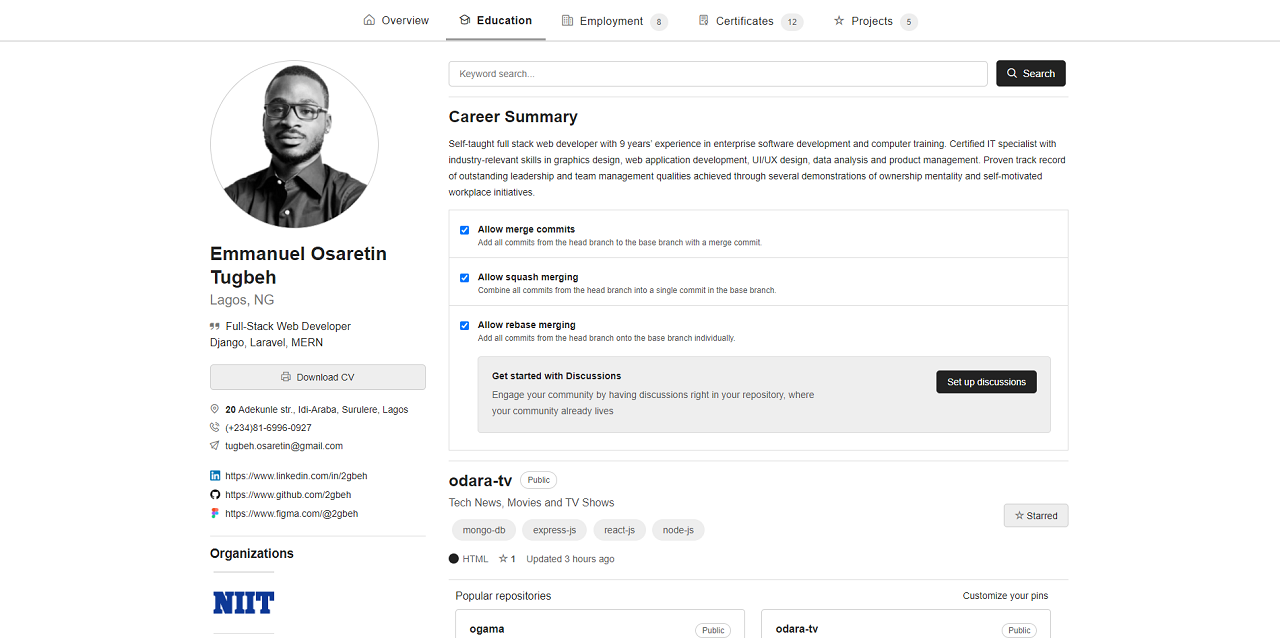 Overview Education Employment 8 Certificates 12 Projects 5
Emmanuel Osaretin
Tugbeh
Lagos, NG
Full-Stack Web Developer
Django, Laravel, MERN
Download CV
20 Adekunle str., Idi-Araba, Surulere, Lagos
(+234)81-6996-0927
tugbeh.osaretin@gmail.com
https://www.linkedin.com/in/2gbeh
https://www.github.com/2gbeh
https://www.figma.com/@2gbeh
Organizations
NIIT
Keyword search... Search
Career Summary
Self-taught full stack web developer with 9 years' experience in enterprise software development and computer training. Certified IT specialist with
industry-relevant skills in graphics design, web application development, UI/UX design, data analysis and product management. Proven track record
of outstanding leadership and team management qualities achieved through several demonstrations of ownership mentality and self-motivated
workplace initiatives.
Allow merge commits
Add all commits from the head branch to the base branch with a merge commit.
Allow squash merging
Combine all commits from the head branch into a single commit in the base branch.
Allow rebase merging
Add all commits from the head branch onto the base branch individually.
Get started with Discussions
Engage your community by having discussions right in your repository, where
your community already lives
Set up discussions
odara-tv Public
Tech News, Movies and TV Shows
Starred
mongo-db express-js react-js node-js
HTML 1 Updated 3 hours ago
Popular repositories Customize your pins
ogama Public odara-tv Public